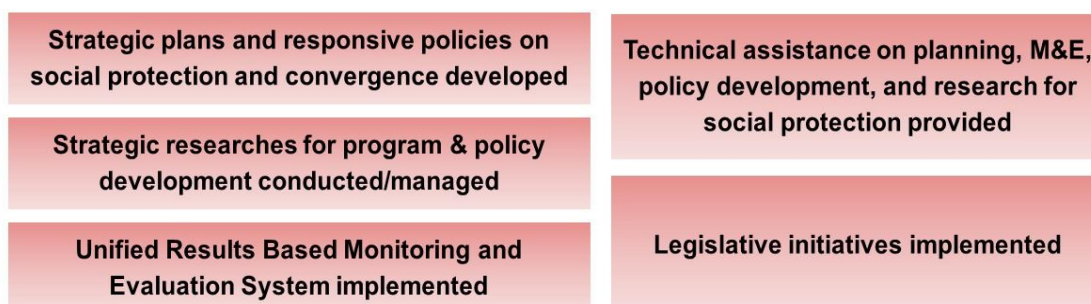 Strategic plans and responsive policies on
social protection and convergence developed
Strategic researches for program & policy
development conducted/managed
Unified Results Based Monitoring and
Evaluation System implemented
Technical assistance on planning, M&E,
policy development, and research for
social protection provided
Legislative initiatives implemented